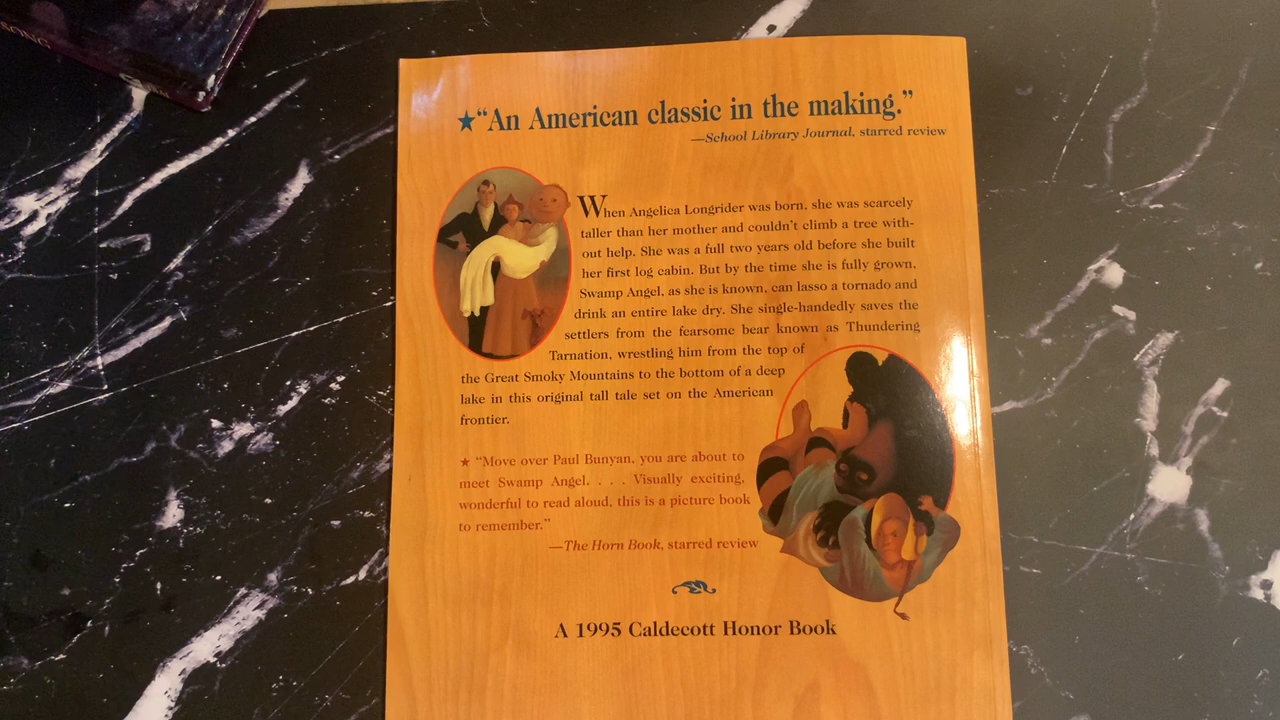 SONG
★“An American classic in the making.”
—School Library Journal, starred review
When Angelica Longrider was born, she was scarcely
taller than her mother and couldn't climb a tree with-
out help. She was a full two years old before she built
her first log cabin. But by the time she is fully grown,
Swamp Angel, as she is known, can lasso a tornado and
drink an entire lake dry. She single-handedly saves the
settlers from the fearsome bear known as Thundering
Tarnation, wrestling him from the top of
the Great Smoky Mountains to the bottom of a deep
lake in this original tall tale set on the American
frontier.
★ “Move over Paul Bunyan, you are about to
meet Swamp Angel. . . . Visually exciting,
wonderful to read aloud, this is a picture book
to remember.”
—The Horn Book, starred review
A 1995 Caldecott Honor Book